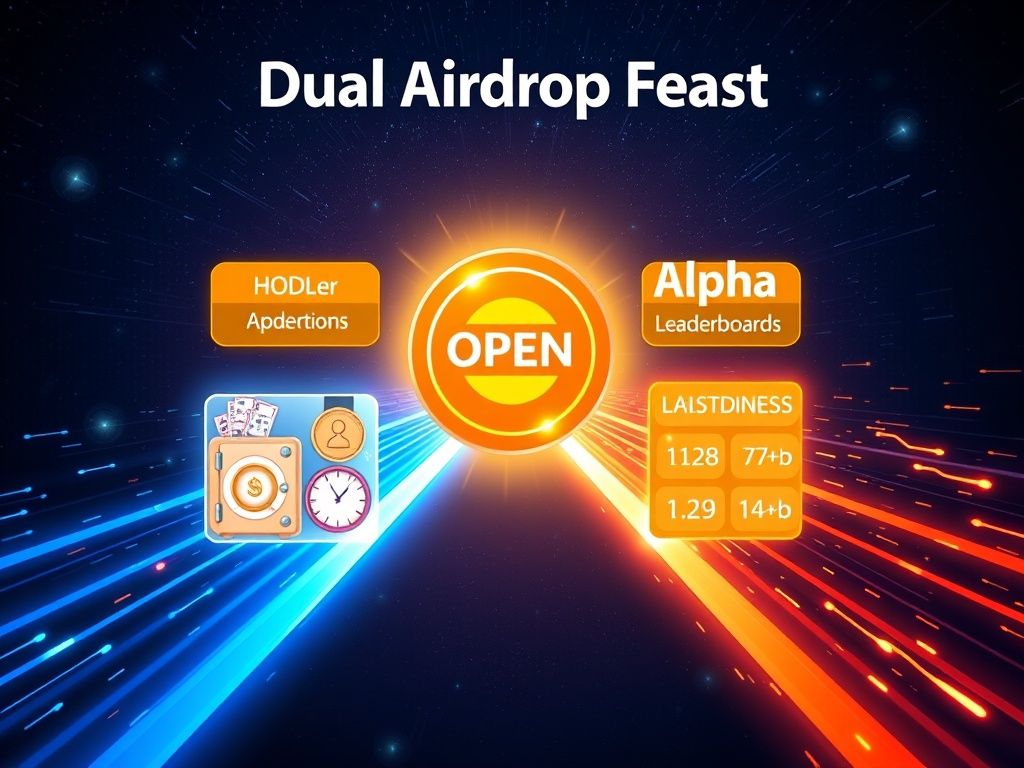 Dual Airdrop Feast
HODLer
Apdertions
OPEN
Alpha
Leaderboards
LAISTDINESS
1128 77+b
1.29 14+b
$